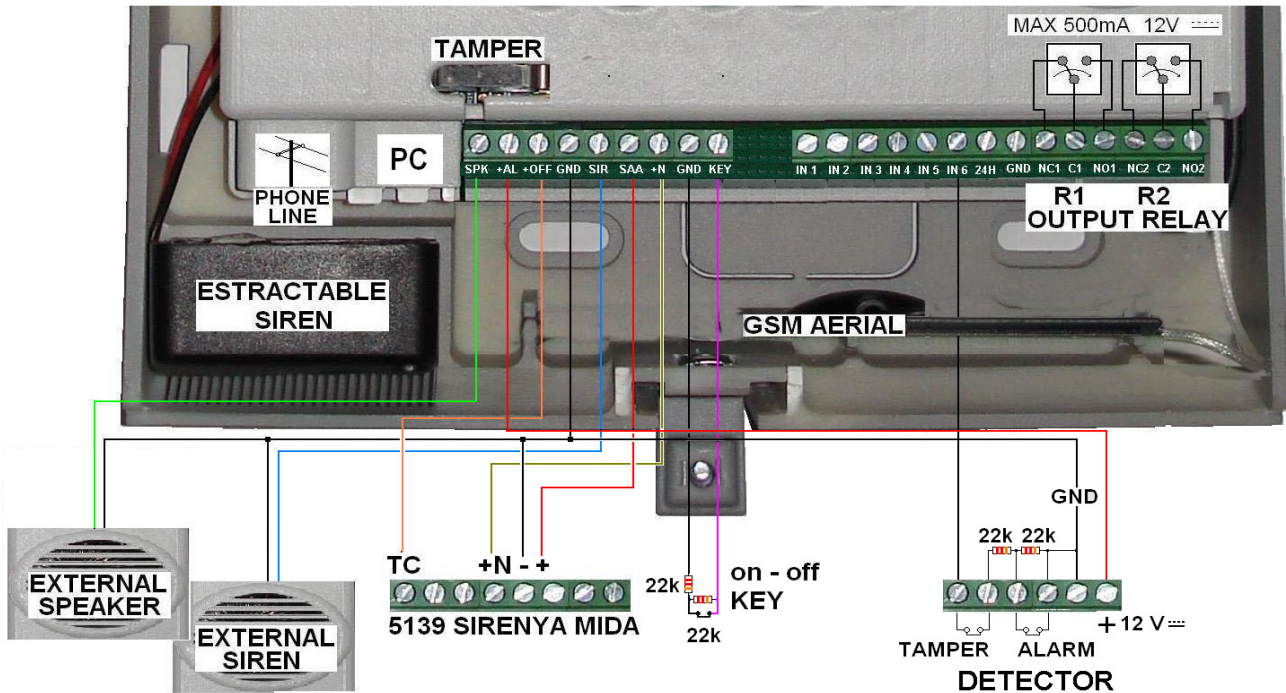 MAX 500mA 12V
TAMPER
PHONE
LINE
PC
SPK +AL +OFF GND SIR SAA +N GND KEY
IN 1 IN 2 IN 3 IN 4 IN 5 IN 6 24H GND NC1 C1 NO1 NC2 C2 NO2
R1 R2
OUTPUT RELAY
ESTRACTABLE
SIREN
GSM AERIAL
GND
22k 22k
TC +N - +
22k
on - off
KEY
22k
EXTERNAL
SPEAKER
EXTERNAL
SIREN
5139 SIRENYA MIDA
+ 12 V
TAMPER ALARM
DETECTOR